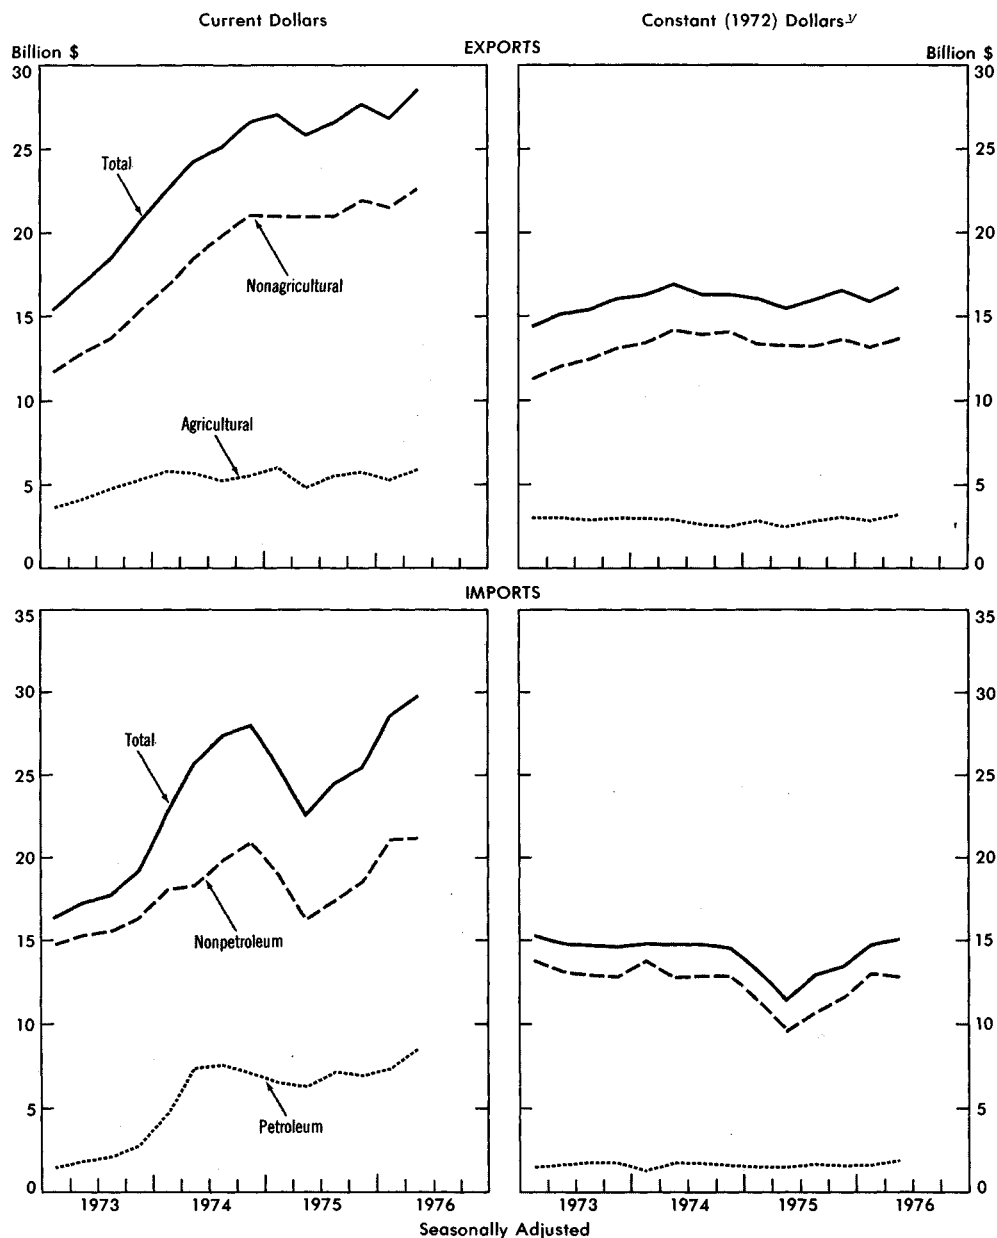 Current Dollars
Constant (1972) Dollars 1/
EXPORTS
Billion $
Billion $
30
30
25
25
Total
20
20
Nonagricultural
15
15
10
10
Agricultural
5
5
0
0
IMPORTS
35
35
30
30
Total
25
25
20
20
Nonpetroleum
15
15
10
10
5
5
Petroleum
0
0
1973 1974 1975 1976
1973 1974 1975 1976
Seasonally Adjusted